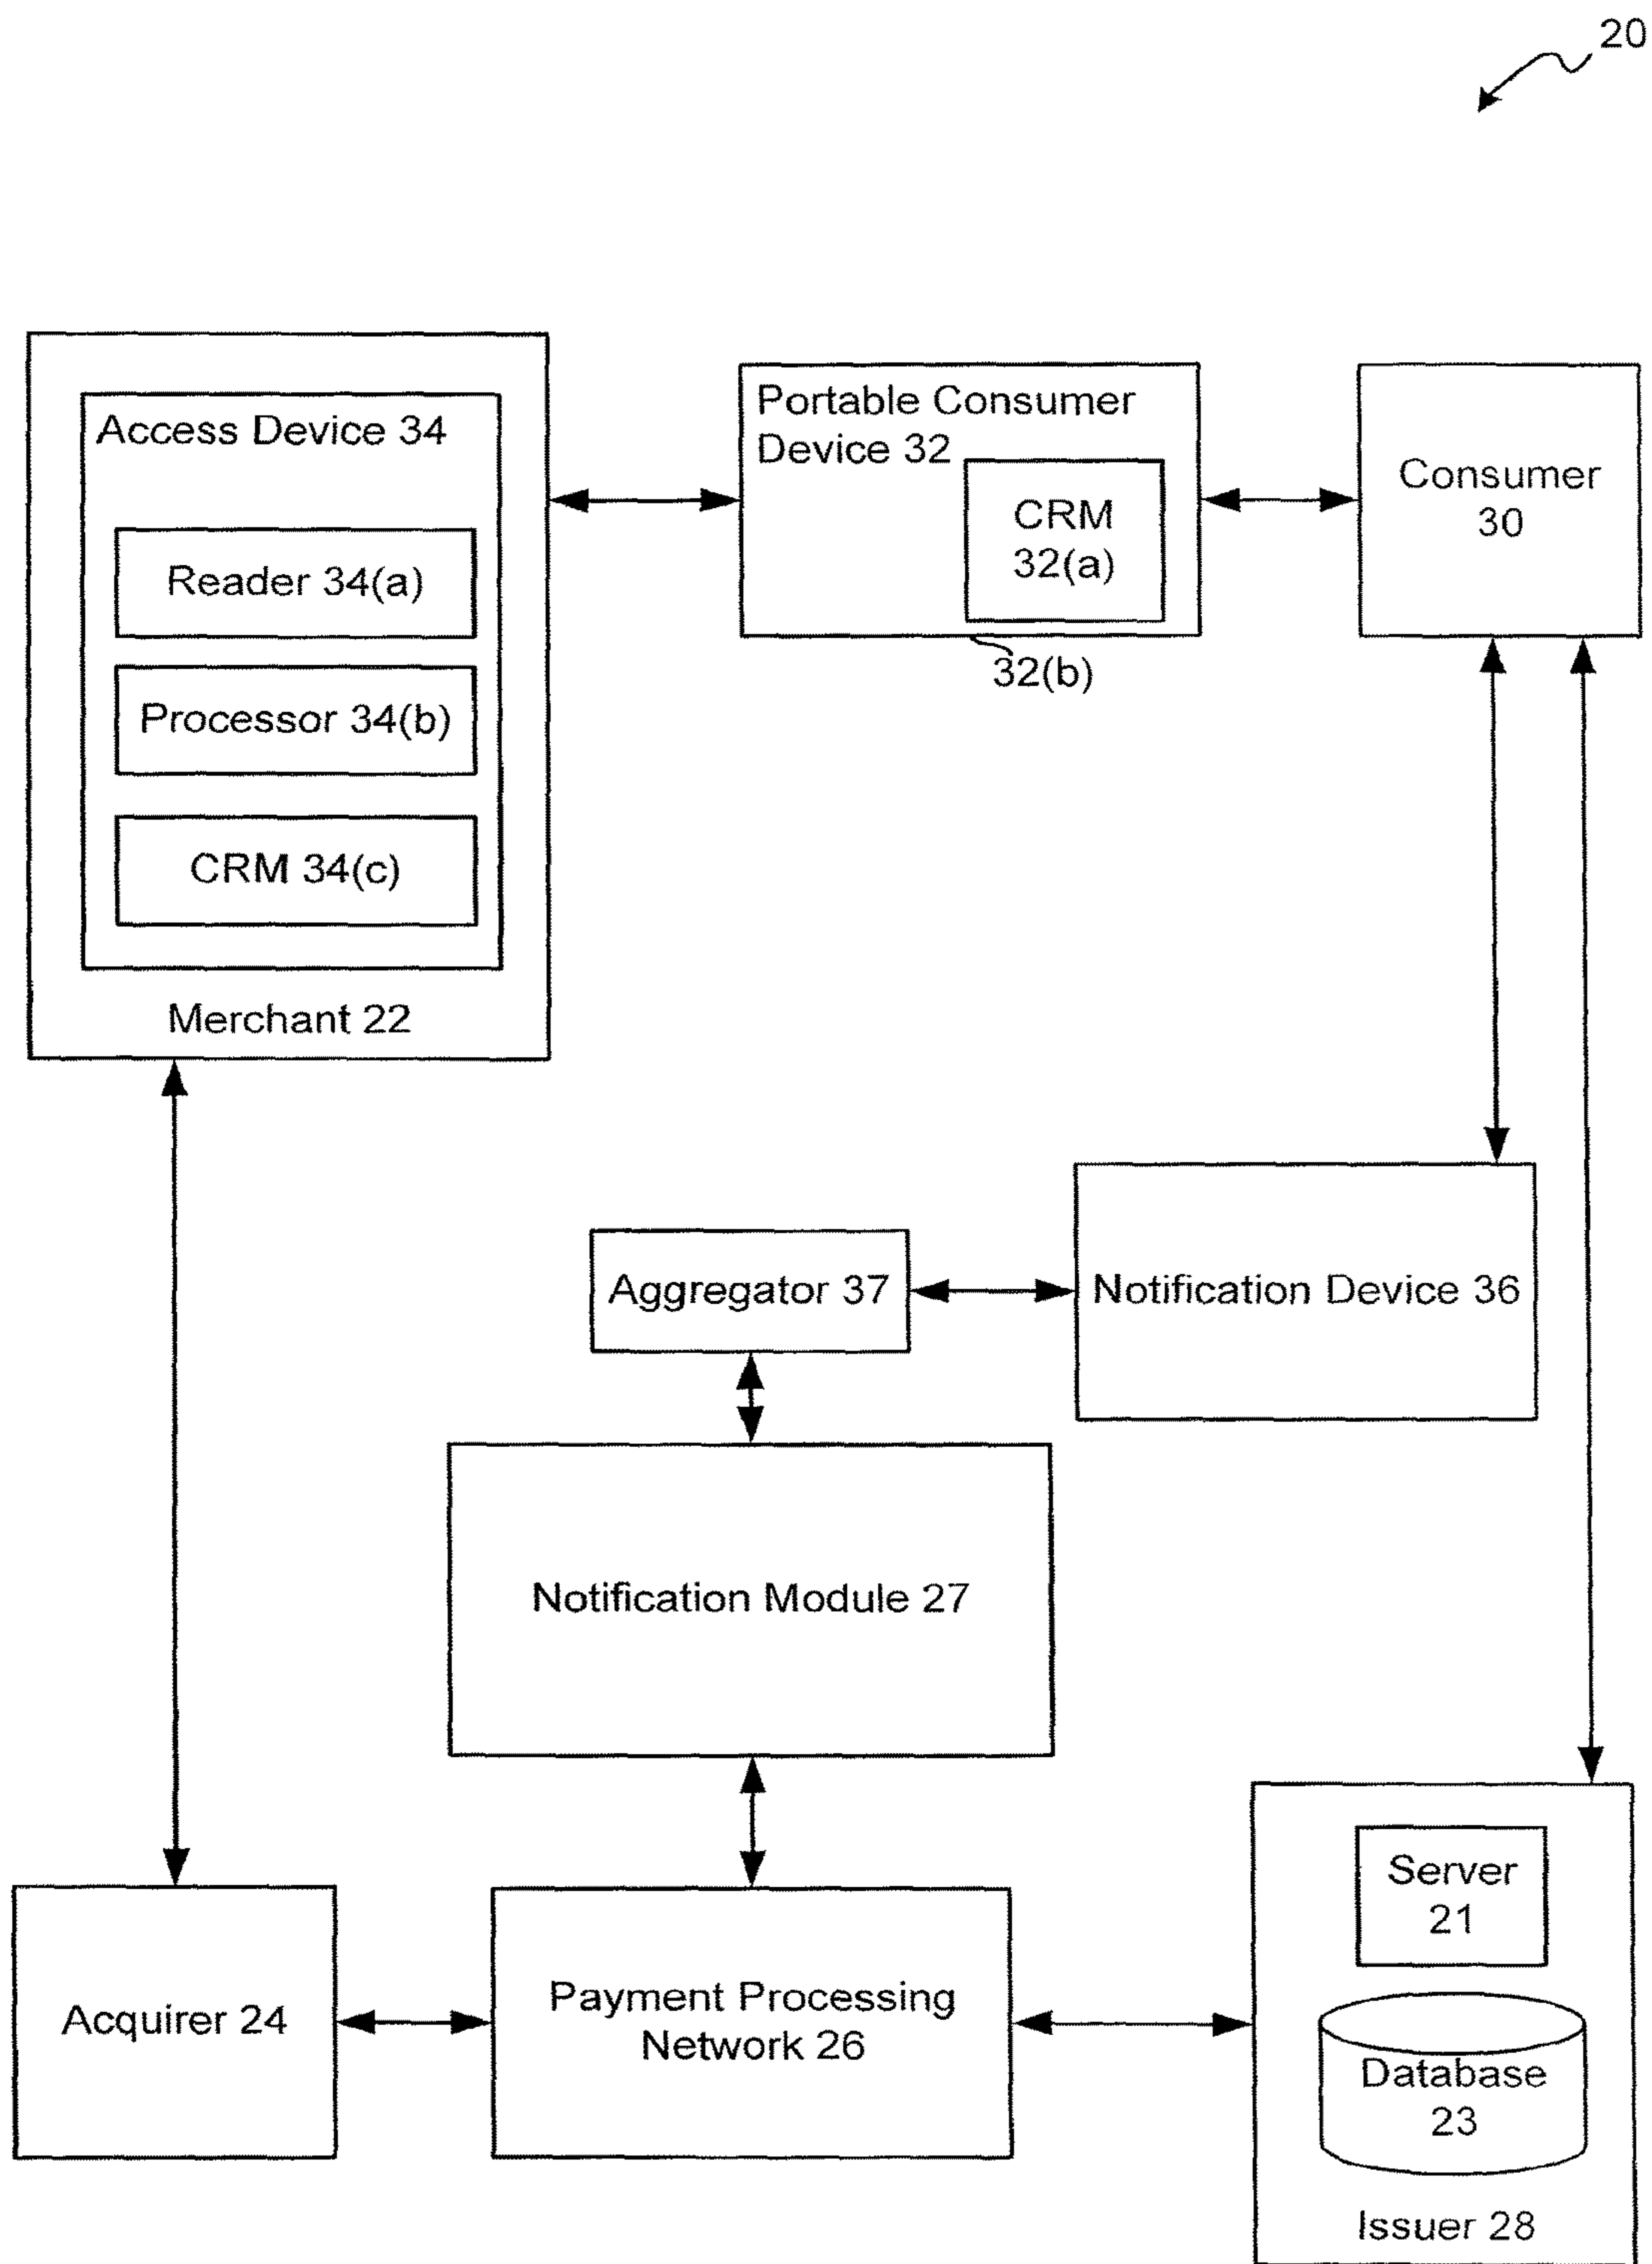 20
Access Device 34
Reader 34(a)
Processor 34(b)
CRM 34(c)
Merchant 22
Portable Consumer
Device 32
CRM
32(a)
32(b)
Consumer
30
Aggregator 37
Notification Device 36
Notification Module 27
Acquirer 24
Payment Processing
Network 26
Server
21
Database
23
Issuer 28